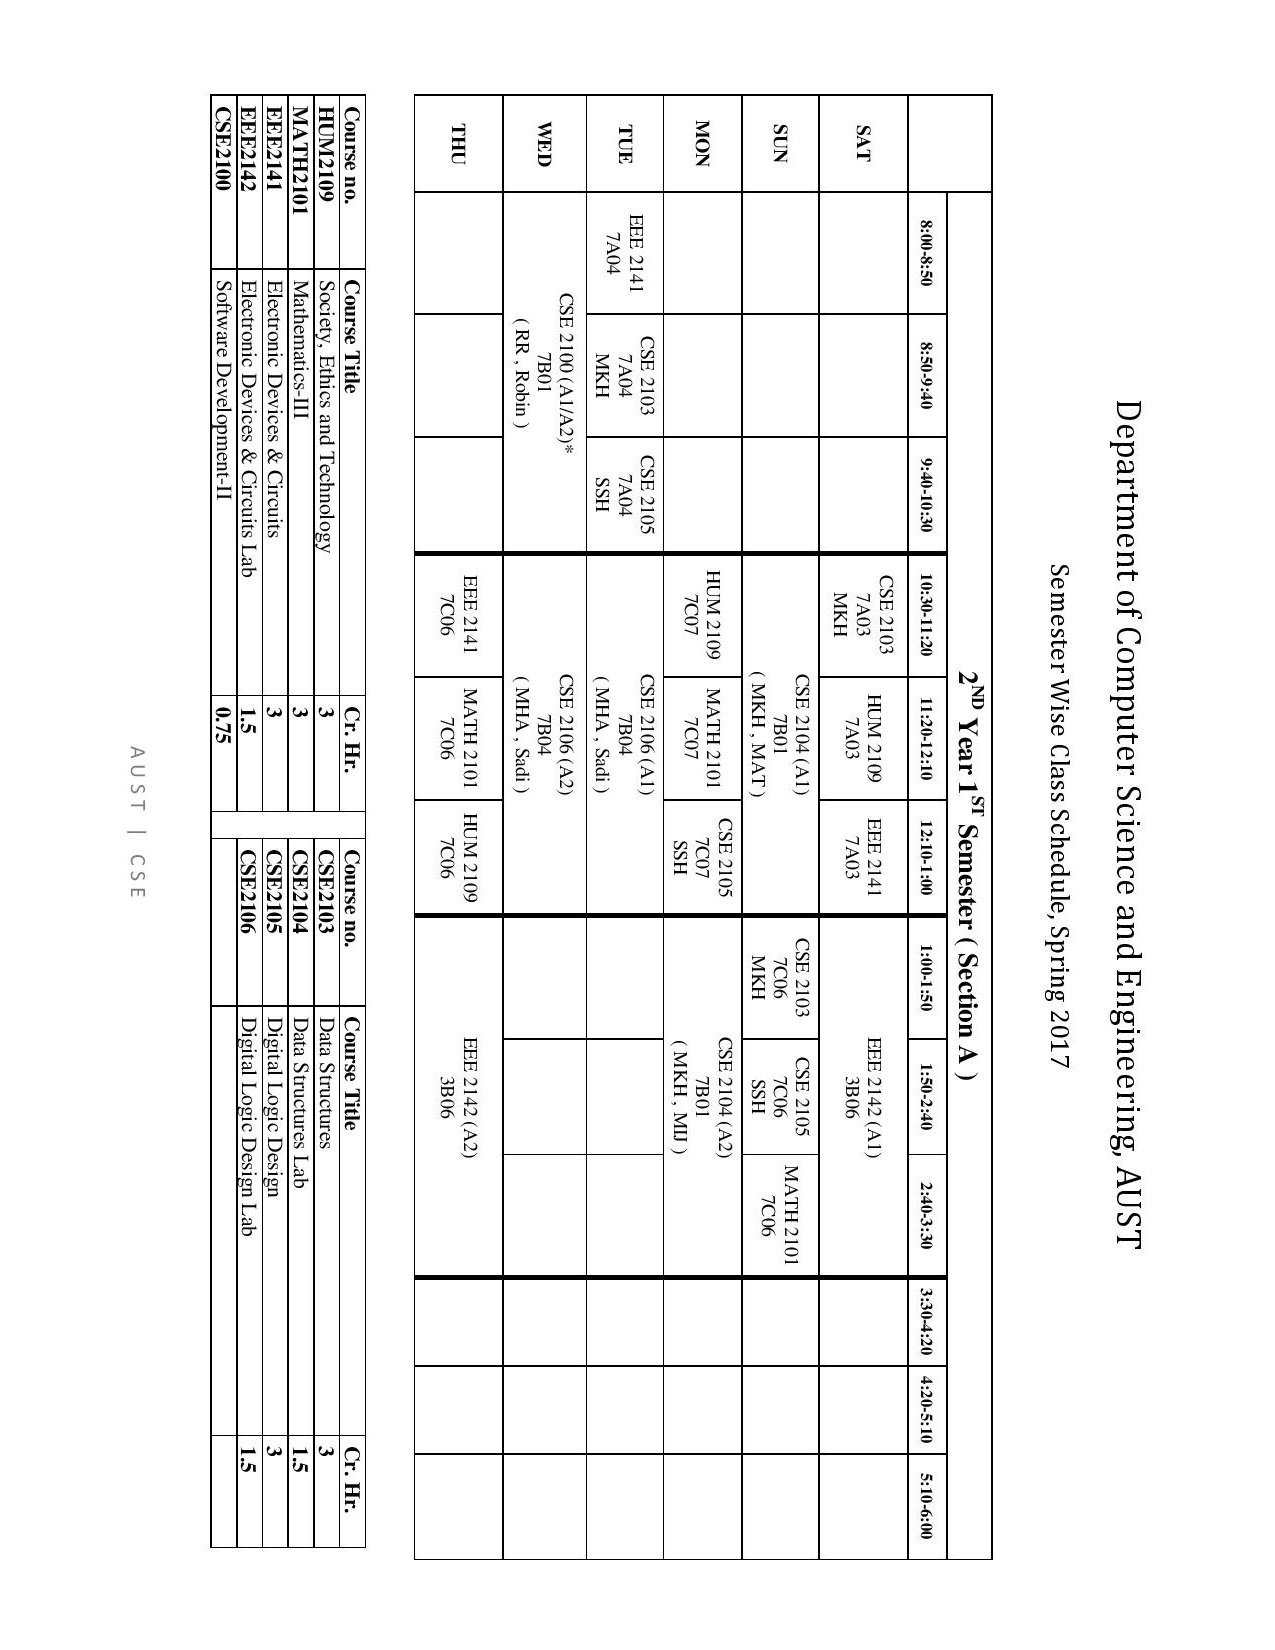 Department of Computer Science and Engineering, AUST
Semester Wise Class Schedule, Spring 2017
2ND Year 1ST Semester ( Section A )
8:00-8:50 8:50-9:40 9:40-10:30 10:30-11:20 11:20-12:10 12:10-1:00 1:00-1:50 1:50-2:40 2:40-3:30 3:30-4:20 4:20-5:10 5:10-6:00
SAT
CSE 2103
7A03
MKH
HUM 2109
7A03
EEE 2141
7A03
EEE 2142 (A1)
3B06
SUN
CSE 2104 (A1)
7B01
( MKH , MAT )
CSE 2103
7C06
MKH
CSE 2105
7C06
SSH
MATH 2101
7C06
MON
HUM 2109
7C07
MATH 2101
7C07
CSE 2105
7C07
SSH
CSE 2104 (A2)
7B01
( MKH , MIJ )
TUE
EEE 2141
7A04
CSE 2103
7A04
MKH
CSE 2105
7A04
SSH
CSE 2106 (A1)
7B04
( MHA , Sadi )
WED
CSE 2100 (A1/A2)*
7B01
( RR , Robin )
CSE 2106 (A2)
7B04
( MHA , Sadi )
THU
EEE 2141
7C06
MATH 2101
7C06
HUM 2109
7C06
EEE 2142 (A2)
3B06
Course no. Course Title Cr. Hr. Course no. Course Title Cr. Hr.
HUM2109 Society, Ethics and Technology 3 CSE2103 Data Structures 3
MATH2101 Mathematics-III 3 CSE2104 Data Structures Lab 1.5
EEE2141 Electronic Devices & Circuits 3 CSE2105 Digital Logic Design 3
EEE2142 Electronic Devices & Circuits Lab 1.5 CSE2106 Digital Logic Design Lab 1.5
CSE2100 Software Development-II 0.75
AUST | CSE